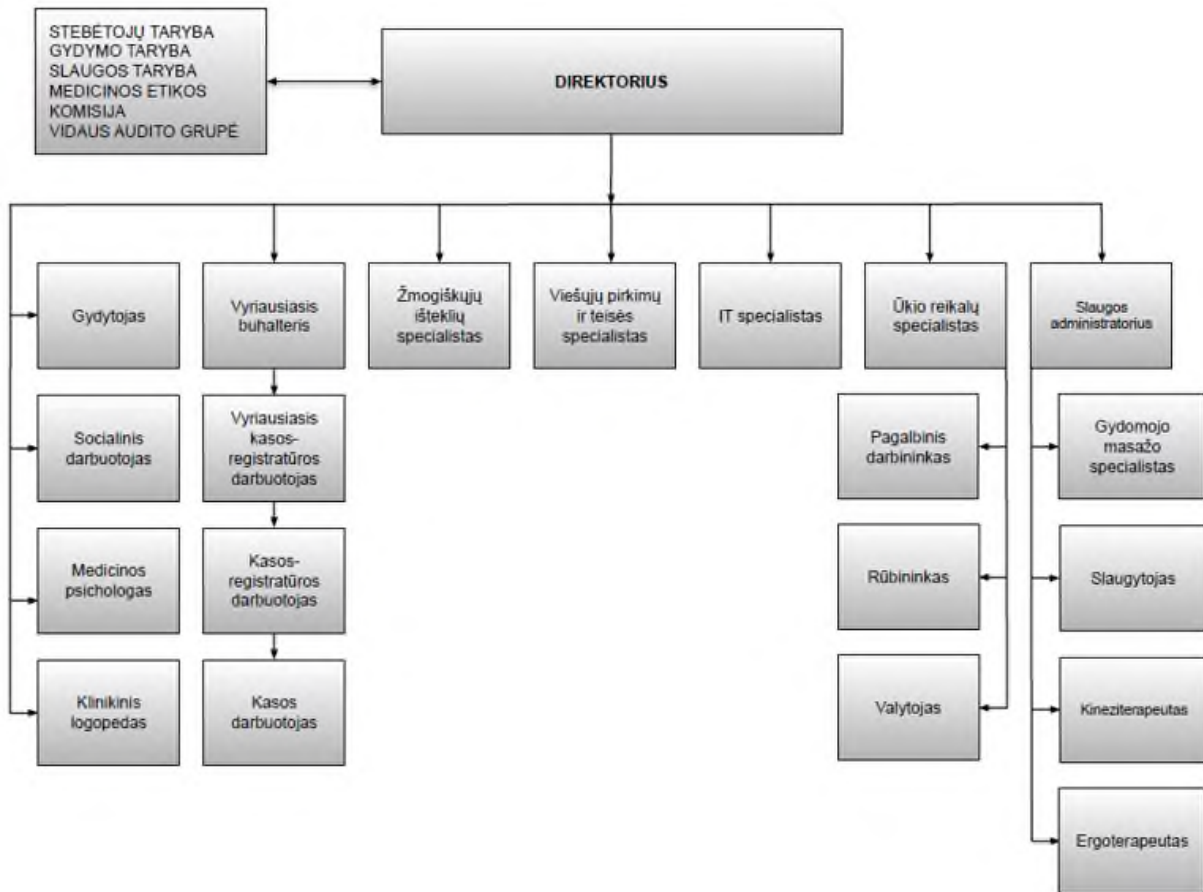 STEBĖTOJŲ TARYBA
GYDYMO TARYBA
SLAUGOS TARYBA
MEDICINOS ETIKOS
KOMISIJA
VIDAUS AUDITO GRUPĖ
DIREKTORIUS
Gydytojas
Vyriausiasis
buhalteris
Žmogiškųjų
išteklių
specialistas
Viešųjų pirkimų
ir teisės
specialistas
IT specialistas
Ūkio reikalų
specialistas
Slaugos
administratorius
Socialinis
darbuotojas
Vyriausiasis
kasos-
registratūros
darbuotojas
Pagalbinis
darbininkas
Gydomojo
masažo
specialistas
Medicinos
psichologas
Kasos-
registratūros
darbuotojas
Rūbininkas
Slaugytojas
Klinikinis
logopedas
Kasos
darbuotojas
Valytojas
Kineziterapeutas
Ergoterapeutas